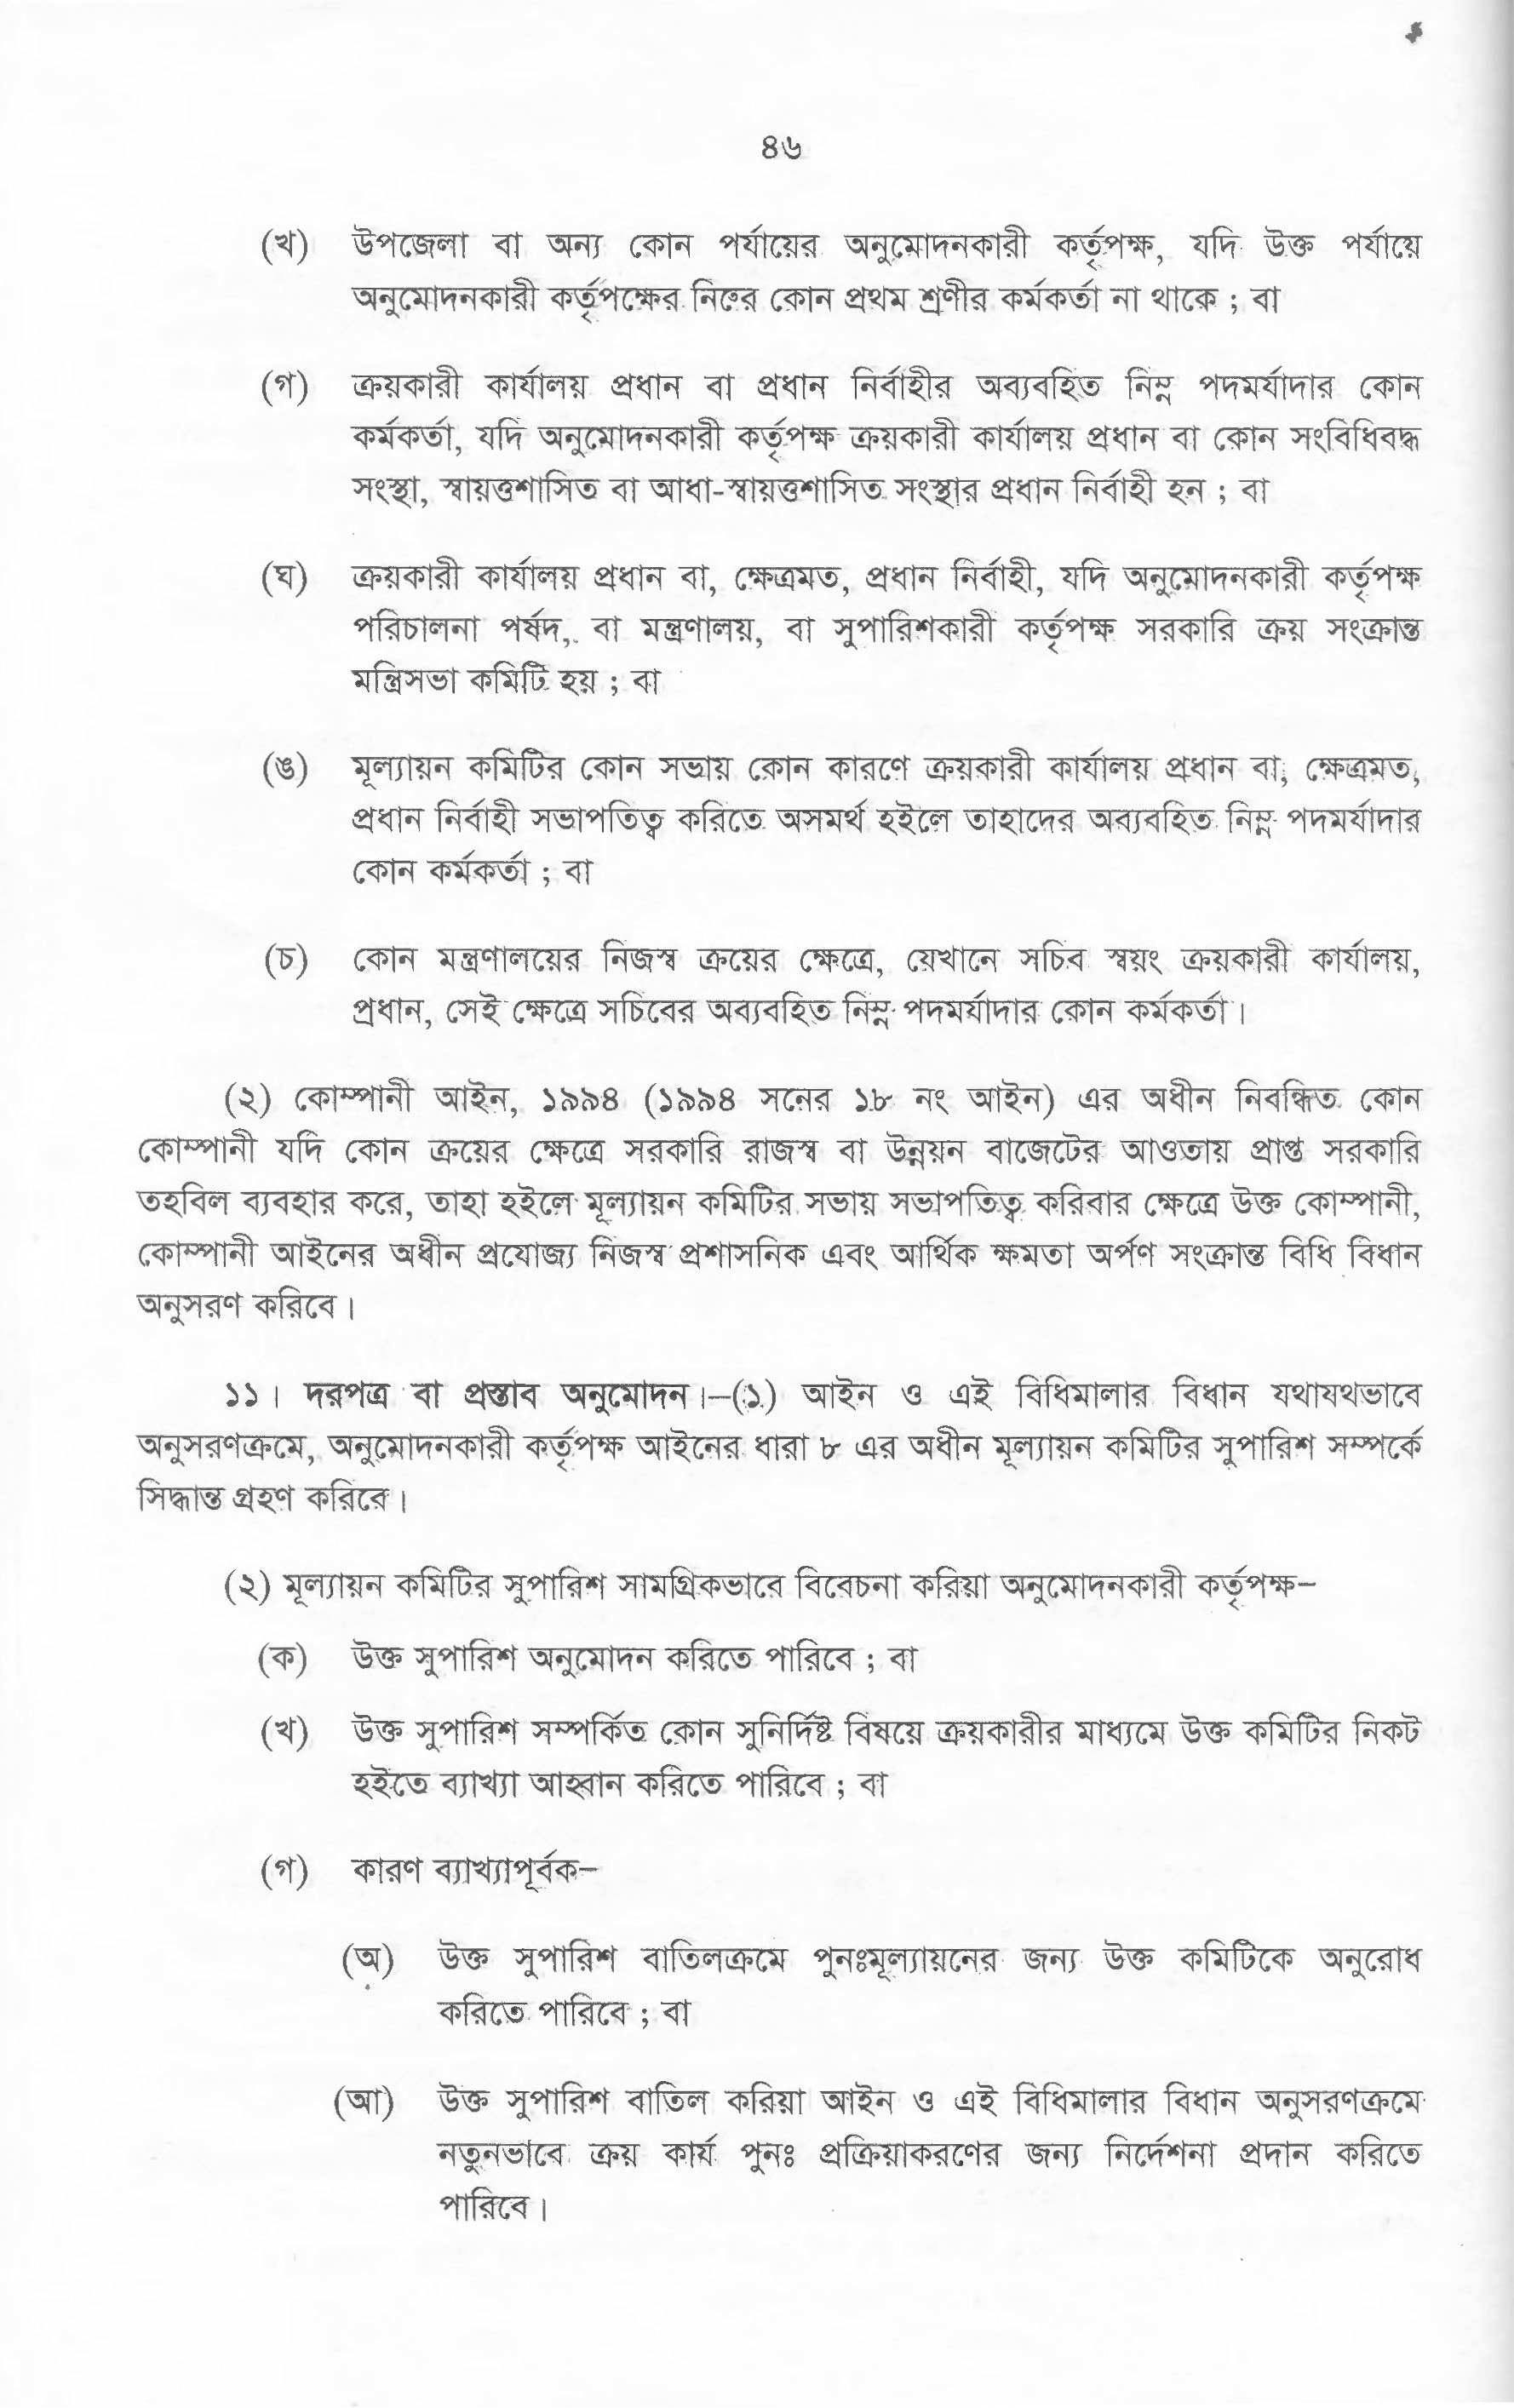 ৪৬
(খ) উপজেলা বা অন্য কোন পর্যায়ের অনুমোদনকারী কর্তৃপক্ষ, যদি উক্ত পর্যায়ে
অনুমোদনকারী কর্তৃপক্ষের নিচের কোন প্রথম শ্রেণীর কর্মকর্তা না থাকে ; বা
(গ) ক্রয়কারী কার্যালয় প্রধান বা প্রধান নির্বাহীর অব্যবহিত নিম্ন পদমর্যাদার কোন
কর্মকর্তা, যদি অনুমোদনকারী কর্তৃপক্ষ ক্রয়কারী কার্যালয় প্রধান বা কোন সংবিধিবদ্ধ
সংস্থা, স্বায়ত্তশাসিত বা আধা-স্বায়ত্তশাসিত সংস্থার প্রধান নির্বাহী হন ; বা
(ঘ) ক্রয়কারী কার্যালয় প্রধান বা, ক্ষেত্রমত, প্রধান নির্বাহী, যদি অনুমোদনকারী কর্তৃপক্ষ
পরিচালনা পর্ষদ, বা মন্ত্রণালয়, বা সুপারিশকারী কর্তৃপক্ষ সরকারি ক্রয় সংক্রান্ত
মন্ত্রিসভা কমিটি হয় ; বা
(ঙ) মূল্যায়ন কমিটির কোন সভায় কোন কারণে ক্রয়কারী কার্যালয় প্রধান বা, ক্ষেত্রমত,
প্রধান নির্বাহী সভাপতিত্ব করিতে অসমর্থ হইলে তাহাদের অব্যবহিত নিম্ন পদমর্যাদার
কোন কর্মকর্তা ; বা
(চ) কোন মন্ত্রণালয়ের নিজস্ব ক্রয়ের ক্ষেত্রে, যেখানে সচিব স্বয়ং ক্রয়কারী কার্যালয়,
প্রধান, সেই ক্ষেত্রে সচিবের অব্যবহিত নিম্ন পদমর্যাদার কোন কর্মকর্তা।
(২) কোম্পানী আইন, ১৯৯৪ (১৯৯৪ সনের ১৮ নং আইন) এর অধীন নিবন্ধিত কোন
কোম্পানী যদি কোন ক্রয়ের ক্ষেত্রে সরকারি রাজস্ব বা উন্নয়ন বাজেটের আওতায় প্রাপ্ত সরকারি
তহবিল ব্যবহার করে, তাহা হইলে মূল্যায়ন কমিটির সভায় সভাপতিত্ব করিবার ক্ষেত্রে উক্ত কোম্পানী,
কোম্পানী আইনের অধীন প্রযোজ্য নিজস্ব প্রশাসনিক এবং আর্থিক ক্ষমতা অর্পণ সংক্রান্ত বিধি বিধান
অনুসরণ করিবে।
১১। দরপত্র বা প্রস্তাব অনুমোদন।–(১) আইন ও এই বিধিমালার বিধান যথাযথভাবে
অনুসরণক্রমে, অনুমোদনকারী কর্তৃপক্ষ আইনের ধারা ৮ এর অধীন মূল্যায়ন কমিটির সুপারিশ সম্পর্কে
সিদ্ধান্ত গ্রহণ করিবে।
(২) মূল্যায়ন কমিটির সুপারিশ সামগ্রিকভাবে বিবেচনা করিয়া অনুমোদনকারী কর্তৃপক্ষ–
(ক) উক্ত সুপারিশ অনুমোদন করিতে পারিবে ; বা
(খ) উক্ত সুপারিশ সম্পর্কিত কোন সুনির্দিষ্ট বিষয়ে ক্রয়কারীর মাধ্যমে উক্ত কমিটির নিকট
হইতে ব্যাখ্যা আহ্বান করিতে পারিবে ; বা
(গ) কারণ ব্যাখ্যাপূর্বক–
(অ) উক্ত সুপারিশ বাতিলক্রমে পুনঃমূল্যায়নের জন্য উক্ত কমিটিকে অনুরোধ
করিতে পারিবে ; বা
(আ) উক্ত সুপারিশ বাতিল করিয়া আইন ও এই বিধিমালার বিধান অনুসরণক্রমে
নতুনভাবে ক্রয় কার্য পুনঃ প্রক্রিয়াকরণের জন্য নির্দেশনা প্রদান করিতে
পারিবে।